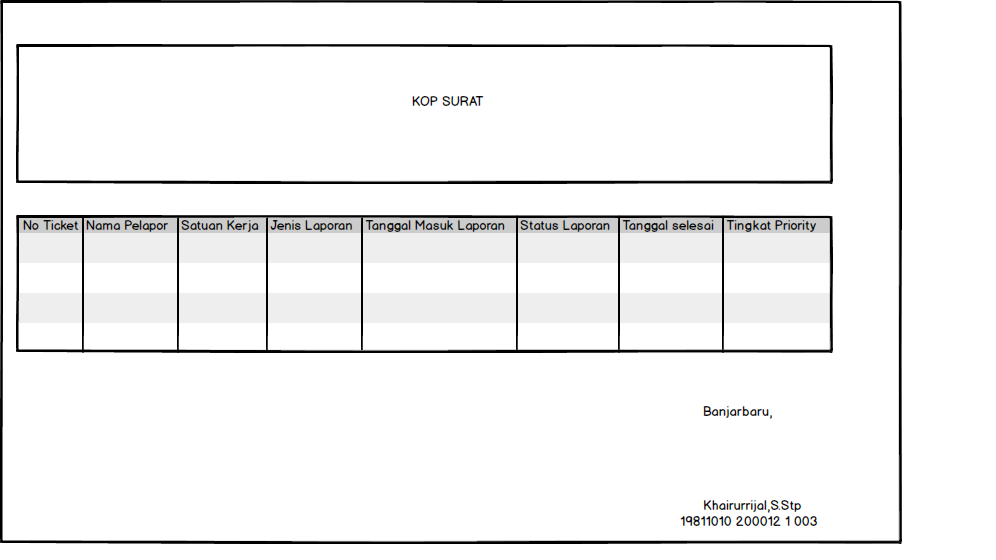 KOP SURAT
No Ticket Nama Pelapor Satuan Kerja Jenis Laporan Tanggal Masuk Laporan Status Laporan Tanggal selesai Tingkat Priority
Banjarbaru,
Khairurrijal,S.Stp
19811010 200012 1 003